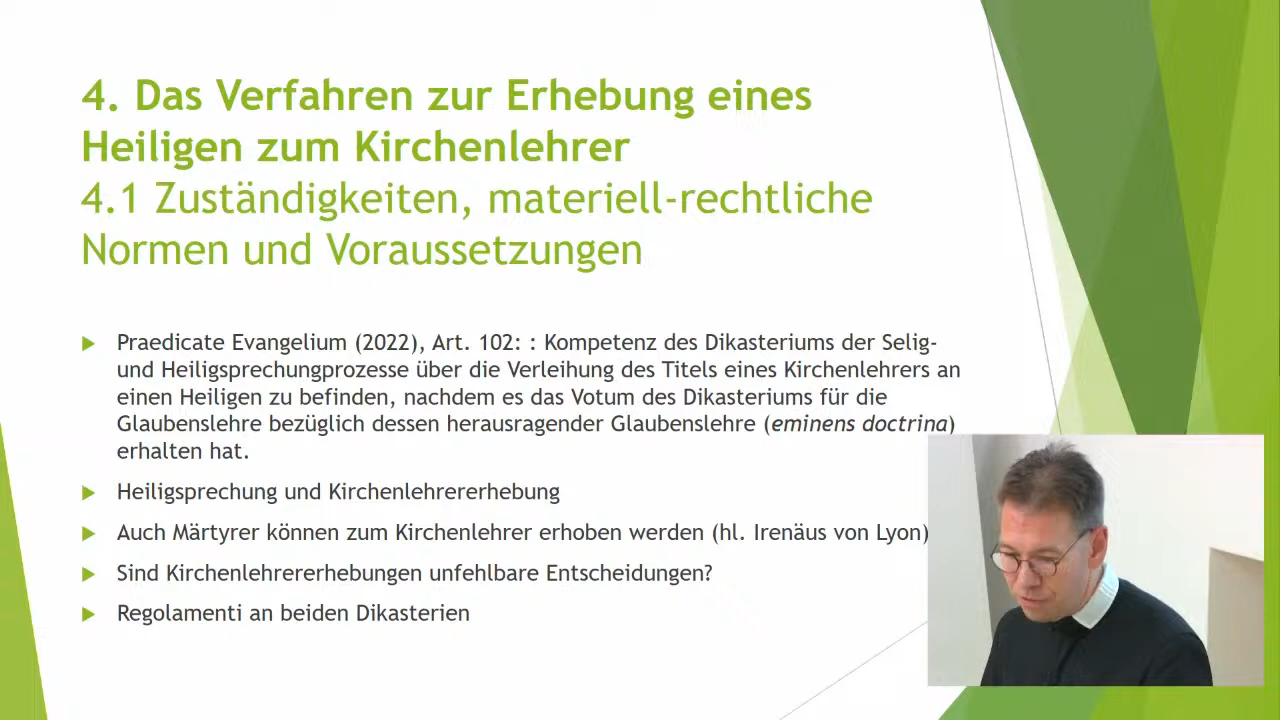 4. Das Verfahren zur Erhebung eines
Heiligen zum Kirchenlehrer
4.1 Zuständigkeiten, materiell-rechtliche
Normen und Voraussetzungen
Praedicate Evangelium (2022), Art. 102: : Kompetenz des Dikasteriums der Selig-
und Heiligsprechungprozesse über die Verleihung des Titels eines Kirchenlehrers an
einen Heiligen zu befinden, nachdem es das Votum des Dikasteriums für die
Glaubenslehre bezüglich dessen herausragender Glaubenslehre (eminens doctrina)
erhalten hat.
Heiligsprechung und Kirchenlehrererhebung
Auch Märtyrer können zum Kirchenlehrer erhoben werden (hl. Irenäus von Lyon)
Sind Kirchenlehrererhebungen unfehlbare Entscheidungen?
Regolamenti an beiden Dikasterien